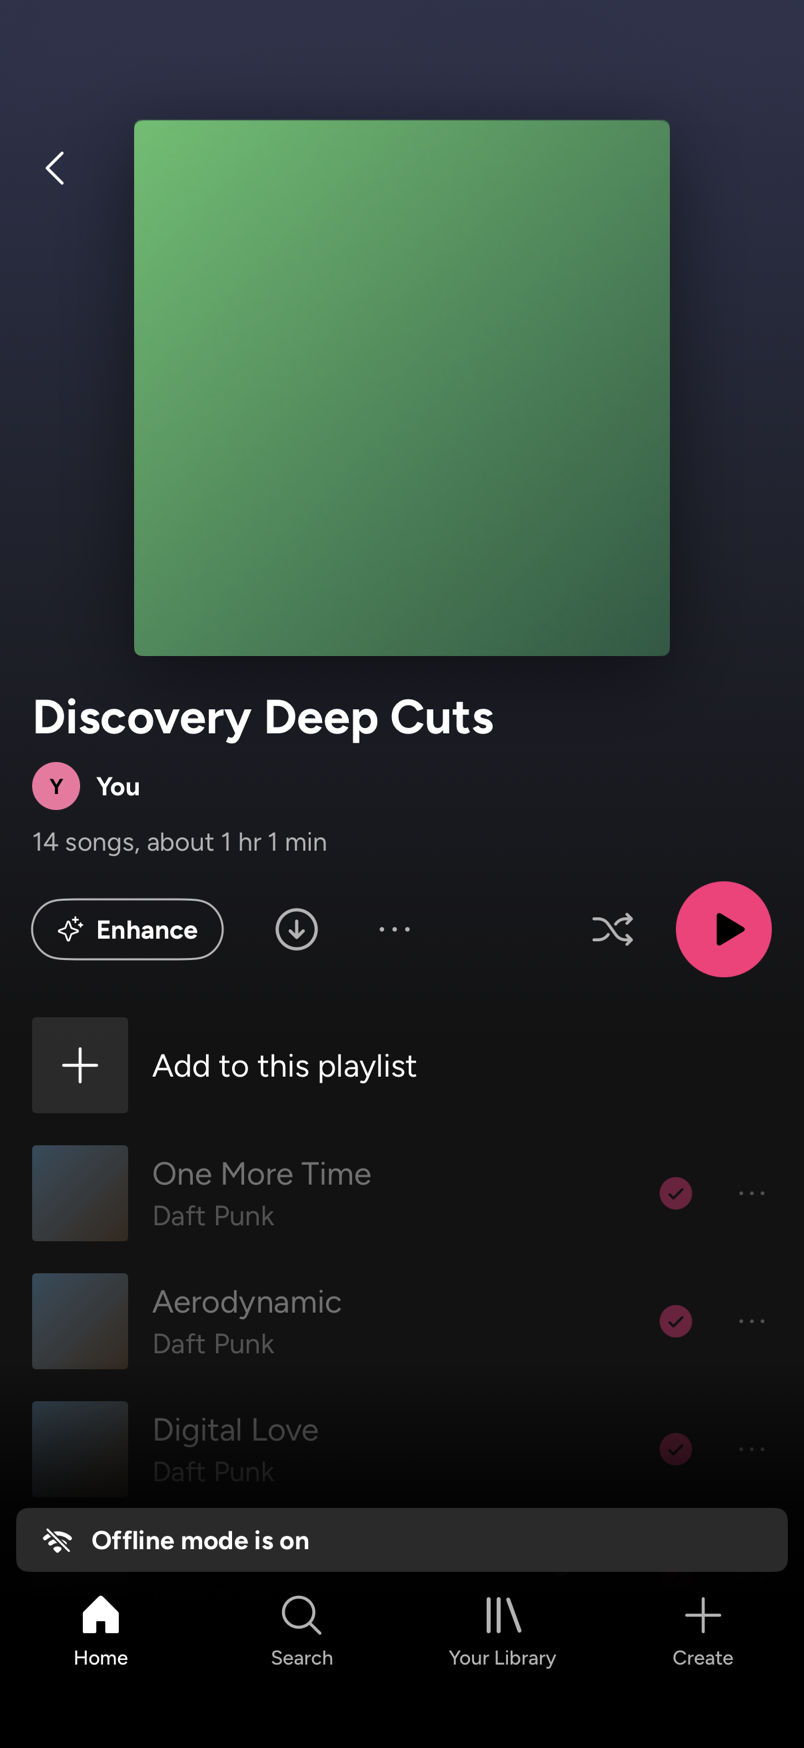 Discovery Deep Cuts
Y You
14 songs, about 1 hr 1 min
Enhance
Add to this playlist
One More Time
Daft Punk
Aerodynamic
Daft Punk
Digital Love
Daft Punk
Offline mode is on
Home Search Your Library Create